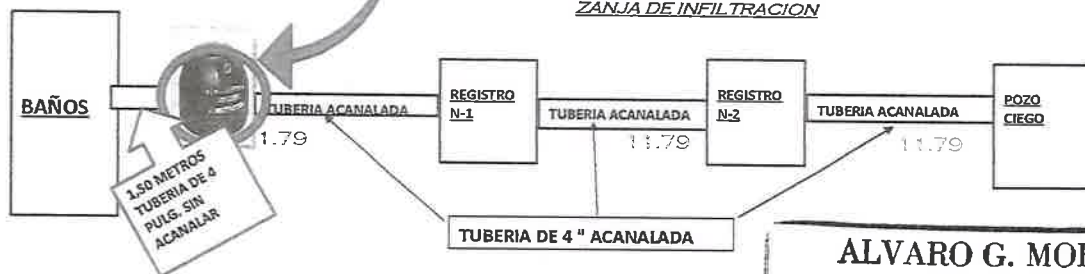 ZANJA DE INFILTRACION
BAÑOS
TUBERIA ACANALADA
1.79
REGISTRO
N-1
TUBERIA ACANALADA
11.79
REGISTRO
N-2
TUBERIA ACANALADA
11.79
POZO
CIEGO
1,50 METROS
TUBERIA DE 4
PULG. SIN
ACANALAR
TUBERIA DE 4 " ACANALADA
ALVARO G.